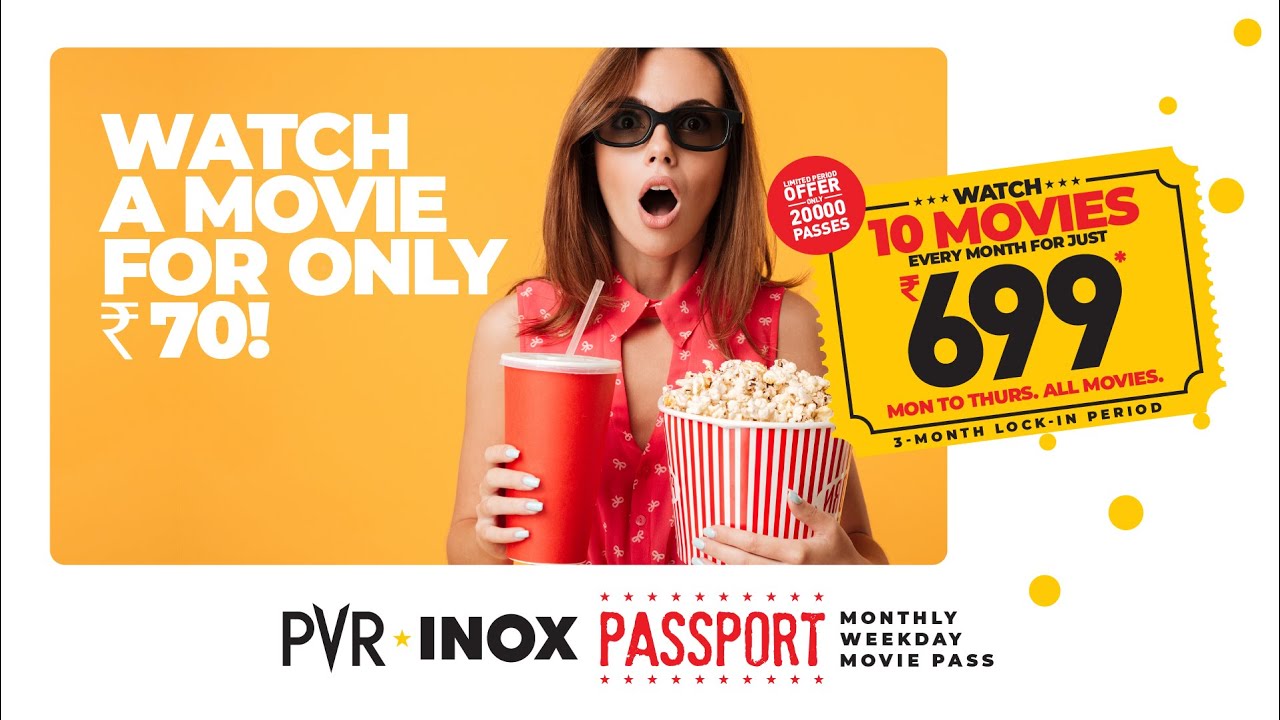 WATCH
A MOVIE
FOR ONLY
₹ 70!
LIMITED PERIOD
OFFER
ONLY
20000
PASSES
WATCH
10 MOVIES
EVERY MONTH FOR JUST
₹ 699*
MON TO THURS. ALL MOVIES.
3-MONTH LOCK-IN PERIOD
PVR INOX PASSPORT
MONTHLY
WEEKDAY
MOVIE PASS